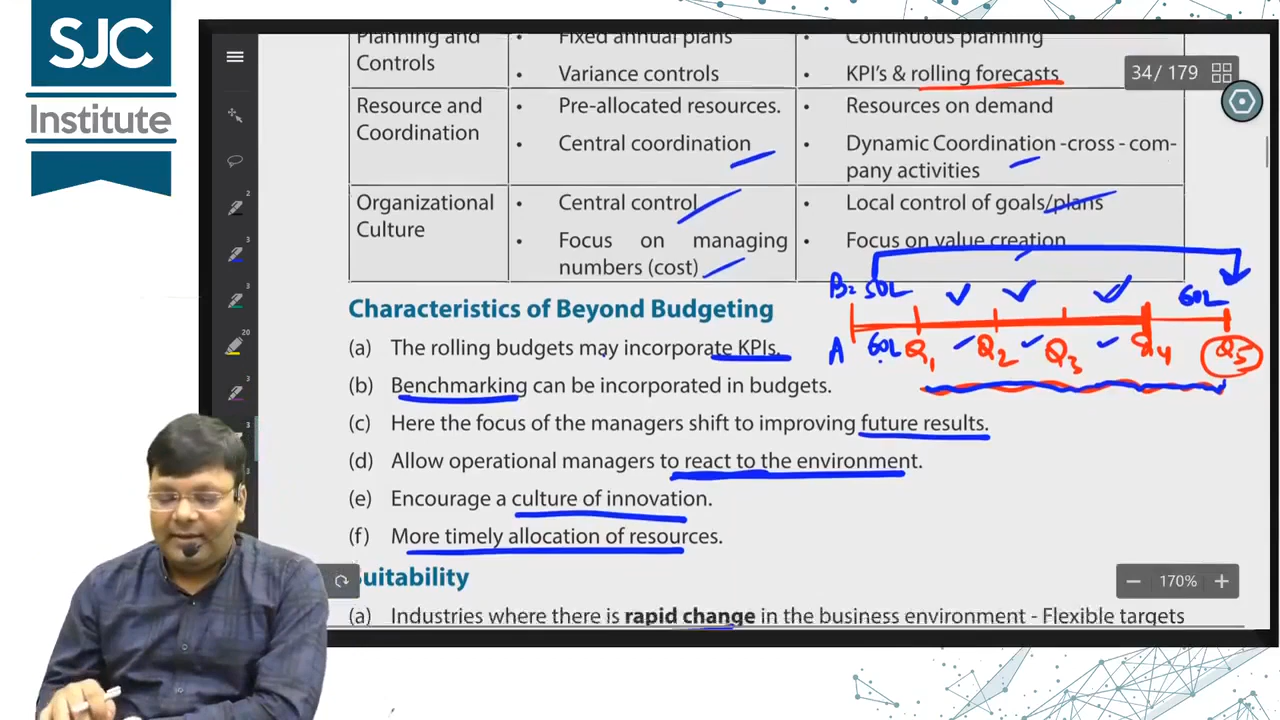 SJC
Institute
34/ 179
Planning and
Controls
• Fixed annual plans
• Variance controls
Continuous planning
• KPI's & rolling forecasts
Resource and
Coordination
• Pre-allocated resources.
• Central coordination
• Resources on demand
• Dynamic Coordination -cross - com-
pany activities
Organizational
Culture
• Central control
• Focus on managing
numbers (cost)
• Local control of goals/plans
• Focus on value creation
Characteristics of Beyond Budgeting
(a) The rolling budgets may incorporate KPIs.
(b) Benchmarking can be incorporated in budgets.
(c) Here the focus of the managers shift to improving future results.
(d) Allow operational managers to react to the environment.
(e) Encourage a culture of innovation.
(f) More timely allocation of resources.
B= 50L 60L
A 60L Q1 Q2 Q3 Q4 Q5
Suitability
(a) Industries where there is rapid change in the business environment - Flexible targets
170%